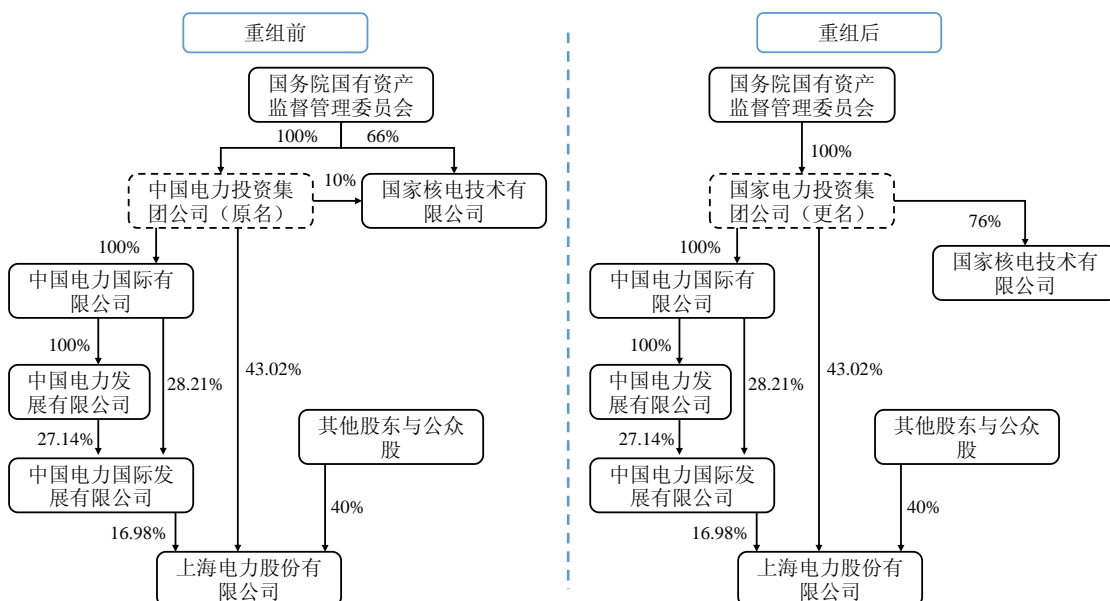 重组前
国务院国有资产
监督管理委员会
100%
66%
中国电力投资集
团公司（原名）
10%
国家核电技术有
限公司
100%
中国电力国际有
限公司
100%
28.21%
43.02%
中国电力发
展有限公司
27.14%
其他股东与公众
股
中国电力国际发
展有限公司
16.98%
40%
上海电力股份有
限公司
重组后
国务院国有资产
监督管理委员会
100%
国家电力投资集
团公司（更名）
76%
国家核电技术有
限公司
100%
中国电力国际有
限公司
100%
28.21%
43.02%
中国电力发
展有限公司
27.14%
其他股东与公众
股
中国电力国际发
展有限公司
16.98%
40%
上海电力股份有
限公司